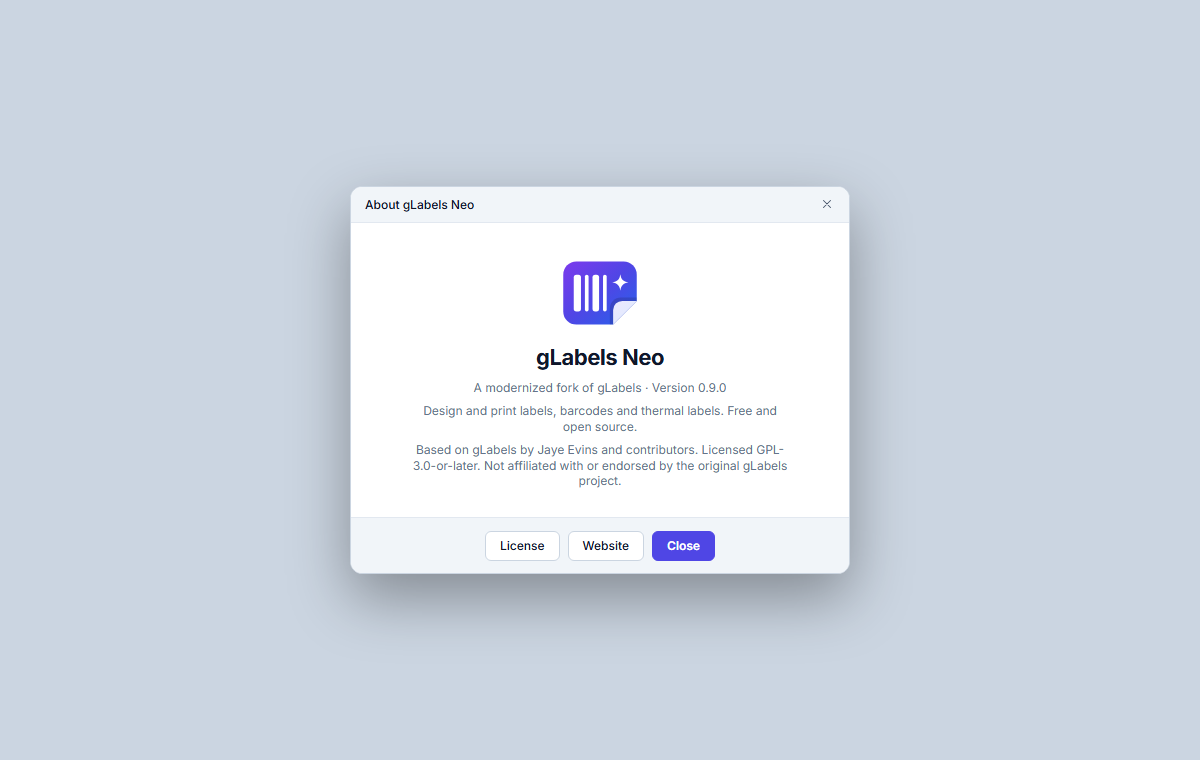 About gLabels Neo
gLabels Neo
A modernized fork of gLabels · Version 0.9.0
Design and print labels, barcodes and thermal labels. Free and
open source.
Based on gLabels by Jaye Evins and contributors. Licensed GPL-
3.0-or-later. Not affiliated with or endorsed by the original gLabels
project.
License
Website
Close